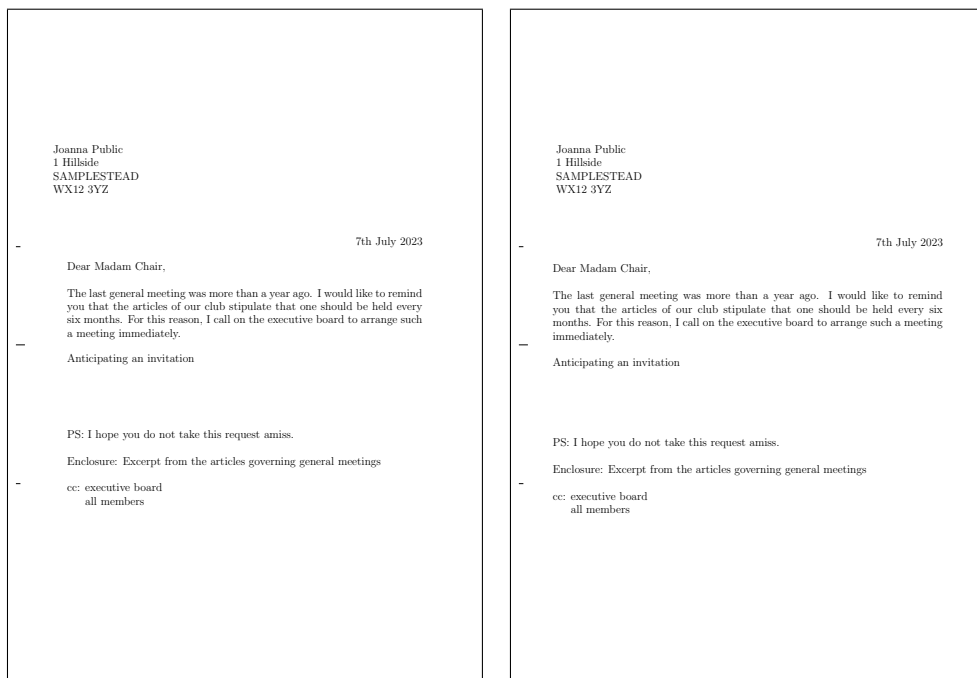 Joanna Public
1 Hillside
SAMPLESTEAD
WX12 3YZ
7th July 2023
Dear Madam Chair,
The last general meeting was more than a year ago. I would like to remind
you that the articles of our club stipulate that one should be held every
six months. For this reason, I call on the executive board to arrange such
a meeting immediately.
Anticipating an invitation
PS: I hope you do not take this request amiss.
Enclosure: Excerpt from the articles governing general meetings
cc: executive board
all members
Joanna Public
1 Hillside
SAMPLESTEAD
WX12 3YZ
7th July 2023
Dear Madam Chair,
The last general meeting was more than a year ago. I would like to remind
you that the articles of our club stipulate that one should be held every six
months. For this reason, I call on the executive board to arrange such a meeting
immediately.
Anticipating an invitation
PS: I hope you do not take this request amiss.
Enclosure: Excerpt from the articles governing general meetings
cc: executive board
all members